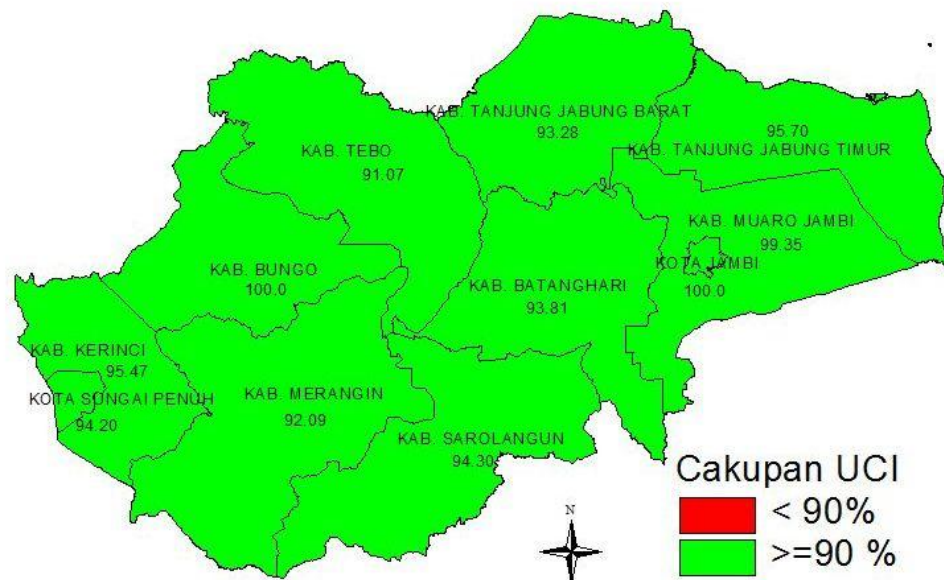 KAB. TANJUNG JABUNG BARAT
93.28
95.70
KAB. TANJUNG JABUNG TIMUR
KAB. TEBO
91.07
KAB. MUARO JAMBI
99.35
KOTA JAMBI
100.0
KAB. BUNGO
100.0
KAB. BATANGHARI
93.81
KAB. KERINCI
95.47
KOTA SUNGAI PENUH
94.20
KAB. MERANGIN
92.09
KAB. SAROLANGUN
94.30
N
Cakupan UCI
< 90%
>=90 %